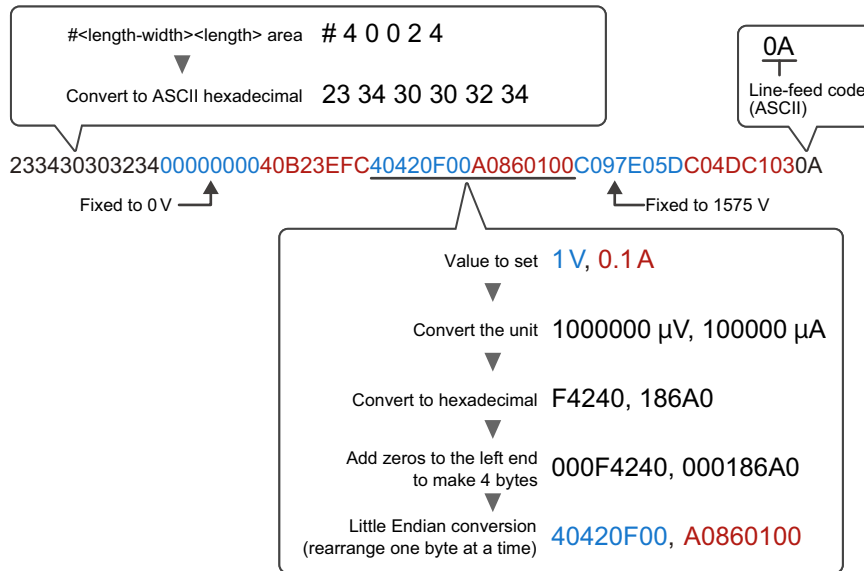 #<length-width><length> area # 4 0 0 2 4
Convert to ASCII hexadecimal 23 34 30 30 32 34
0A
Line-feed code
(ASCII)
2334303032340000000040B23EFC40420F00A0860100C097E05DC04DC1030A
Fixed to 0 V
Fixed to 1575 V
Value to set 1 V, 0.1 A
Convert the unit 1000000 μV, 100000 μA
Convert to hexadecimal F4240, 186A0
Add zeros to the left end
to make 4 bytes 000F4240, 000186A0
Little Endian conversion
(rearrange one byte at a time) 40420F00, A0860100